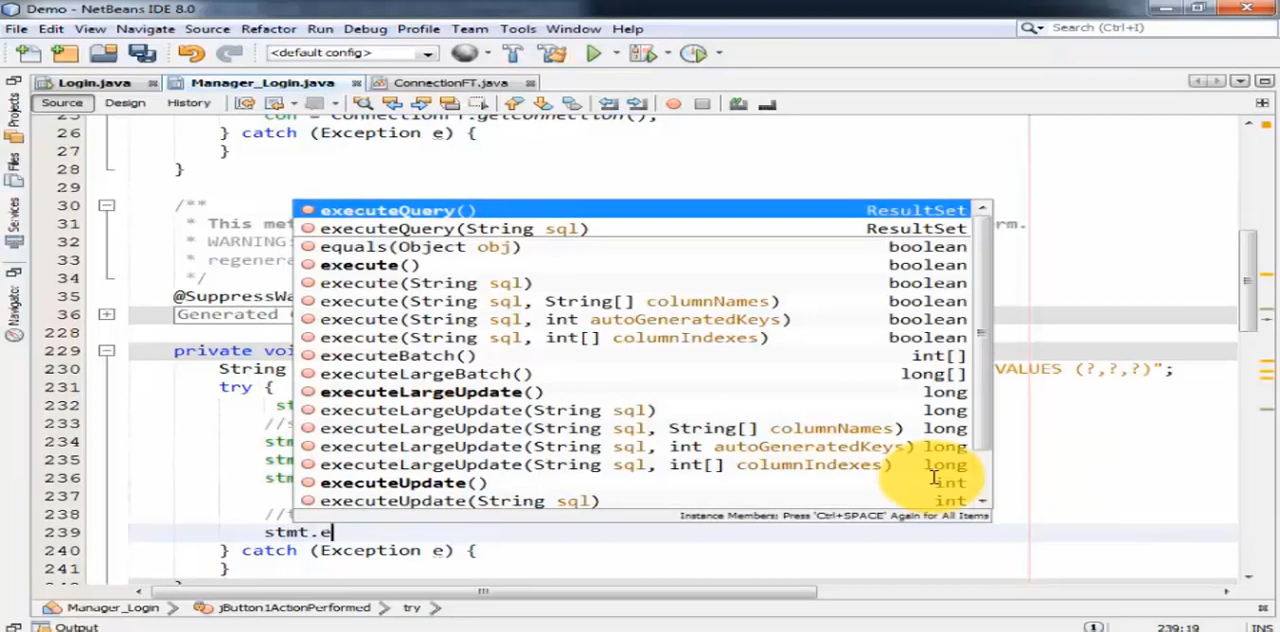 Demo - NetBeans IDE 8.0
File Edit View Navigate Source Refactor Run Debug Profile Team Tools Window Help
Search (Ctrl+I)
<default config>
Login.java Manager_Login.java ConnectionFT.java
Source Design History
Projects
Files
Services
Navigator
25 con = ConnectionFT.getConnection();
26 } catch (Exception e) {
27 }
28 }
29
30 /**
31 * This me rm.
32 * WARNING:
33 * regenera
34 */
35 @SuppressWa
36 Generated
228
229 private voi
230 String VALUES (?,?,?)";
231 try {
232 st
233 //s
234 stm
235 stm
236 stm
237
238 //
239 stmt.e
240 } catch (Exception e) {
241 }
executeQuery() ResultSet
executeQuery(String sql) ResultSet
equals(Object obj) boolean
execute() boolean
execute(String sql) boolean
execute(String sql, String[] columnNames) boolean
execute(String sql, int autoGeneratedKeys) boolean
execute(String sql, int[] columnIndexes) boolean
executeBatch() int[]
executeLargeBatch() long[]
executeLargeUpdate() long
executeLargeUpdate(String sql) long
executeLargeUpdate(String sql, String[] columnNames) long
executeLargeUpdate(String sql, int autoGeneratedKeys) long
executeLargeUpdate(String sql, int[] columnIndexes) long
executeUpdate() int
executeUpdate(String sql) int
Instance Members: Press 'Ctrl+SPACE' Again for All Items
Manager_Login jButton1ActionPerformed try
Output
1 239:19 INS